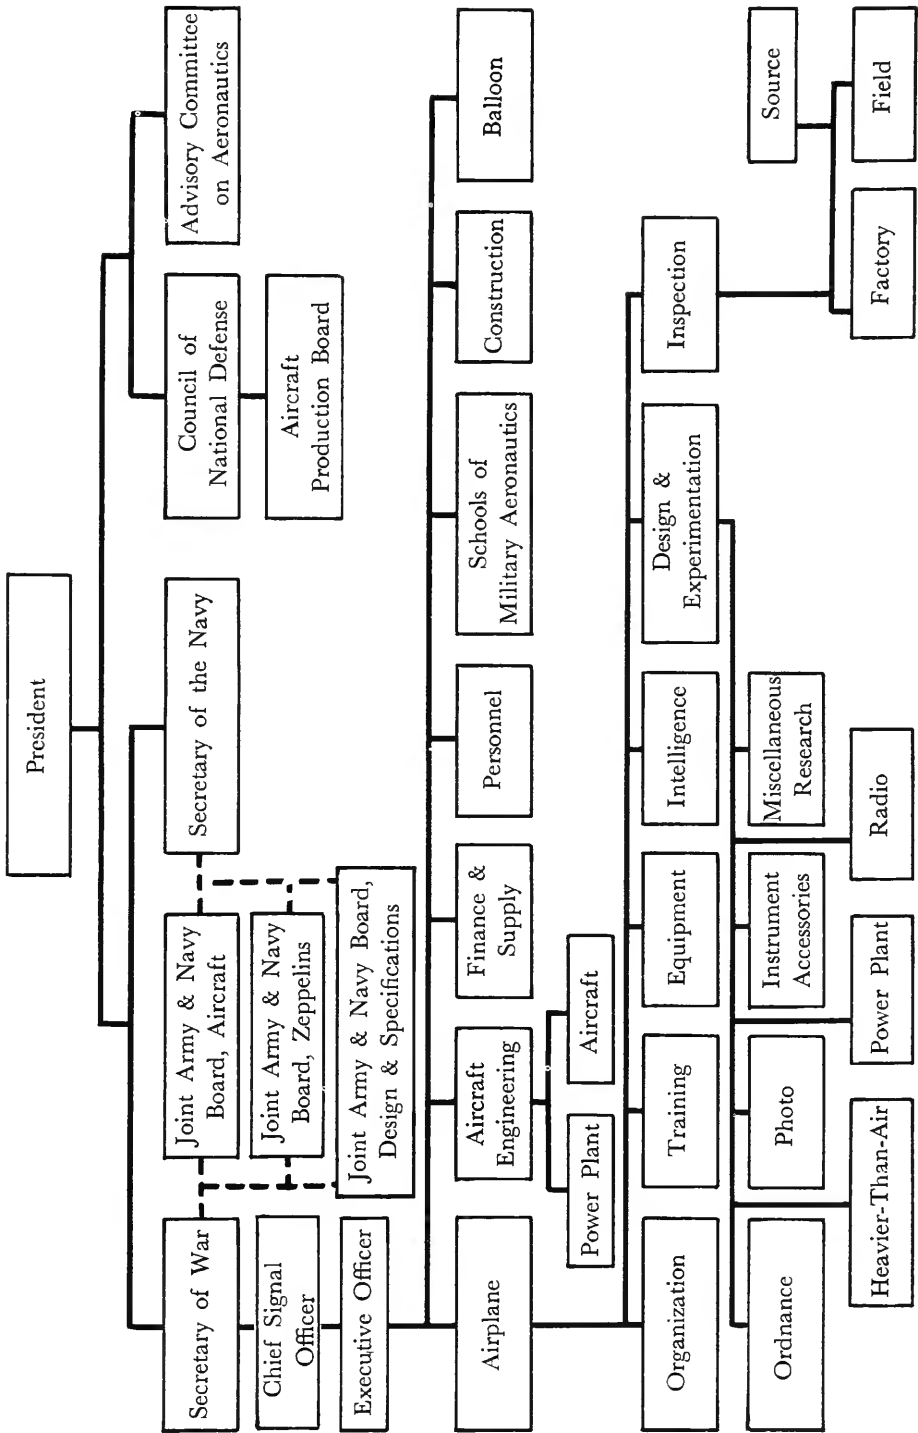 President
Secretary of War
Joint Army & Navy
Board, Aircraft
Secretary of the Navy
Council of
National Defense
Advisory Committee
on Aeronautics
Chief Signal
Officer
Joint Army & Navy
Board, Zeppelins
Aircraft
Production Board
Executive Officer
Joint Army & Navy Board,
Design & Specifications
Airplane
Aircraft
Engineering
Finance &
Supply
Personnel
Schools of
Military Aeronautics
Construction
Balloon
Power Plant
Aircraft
Organization
Training
Equipment
Intelligence
Design &
Experimentation
Inspection
Ordnance
Photo
Instrument
Accessories
Miscellaneous
Research
Source
Heavier-Than-Air
Power Plant
Radio
Factory
Field